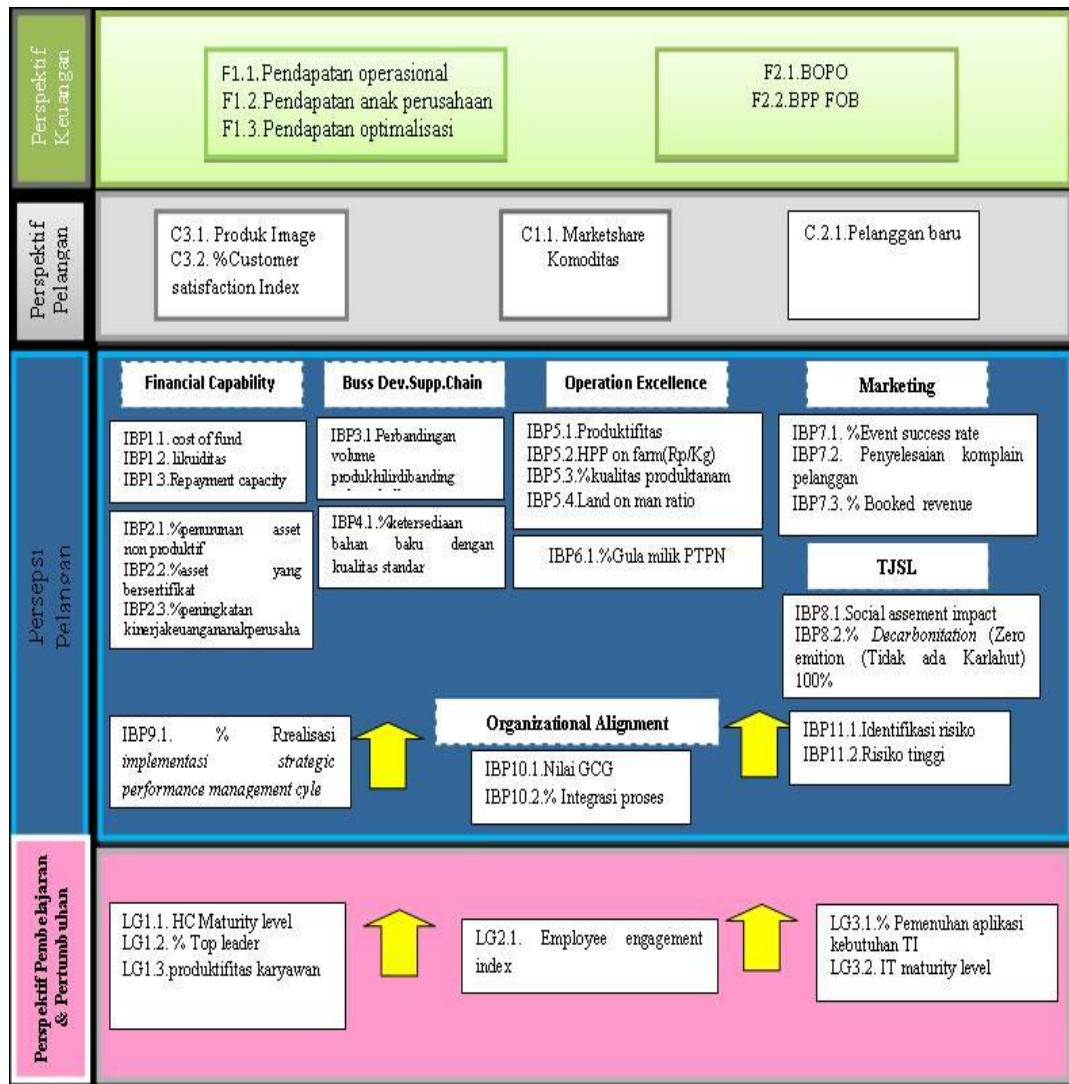 Perspektif
Keuangan
F1.1.Pendapatan operasional
F1.2.Pendapatan anak perusahaan
F1.3.Pendapatan optimalisasi
F2.1.BOPO
F2.2.BPP FOB
Perspektif
Pelangan
C3.1. Produk Image
C3.2. %Customer
satisfaction Index
C1.1. Marketshare
Komoditas
C.2.1.Pelanggan baru
Persepsi
Pelangan
Financial Capability
IBP1.1. cost of fund
IBP1.2. likuiditas
IBP1.3.Repayment capacity
IBP2.1.%penurunan asset
non produktif
IBP2.2.%asset yang
bersertifikat
IBP2.3.%peningkatan
kinerjakeuangananakperusaha
Buss Dev.Supp.Chain
IBP3.1 Perbandingan
volume
produkhilirdibanding
IBP4.1.%ketersediaan
bahan baku dengan
kualitas standar
Operation Excellence
IBP5.1.Produktifitas
IBP5.2.HPP on farm(Rp/Kg)
IBP5.3.%kualitas produktanam
IBP5.4.Land on man ratio
IBP6.1.%Gula milik PTPN
Marketing
IBP7.1. %Event success rate
IBP7.2. Penyelesaian komplain
pelanggan
IBP7.3. % Booked revenue
TJSL
IBP8.1.Social assement impact
IBP8.2.% Decarbonitation (Zero
emition (Tidak ada Karlahut)
100%
IBP9.1. % Rrealisasi
implementasi strategic
performance management cyle
Organizational Alignment
IBP10.1.Nilai GCG
IBP10.2.% Integrasi proses
IBP11.1.Identifikasi risiko
IBP11.2.Risiko tinggi
Perspektif Pembelajaran
& Pertumbuhan
LG1.1. HC Maturity level
LG1.2. % Top leader
LG1.3.produktifitas karyawan
LG2.1. Employee engagement
index
LG3.1.% Pemenuhan aplikasi
kebutuhan TI
LG3.2. IT maturity level